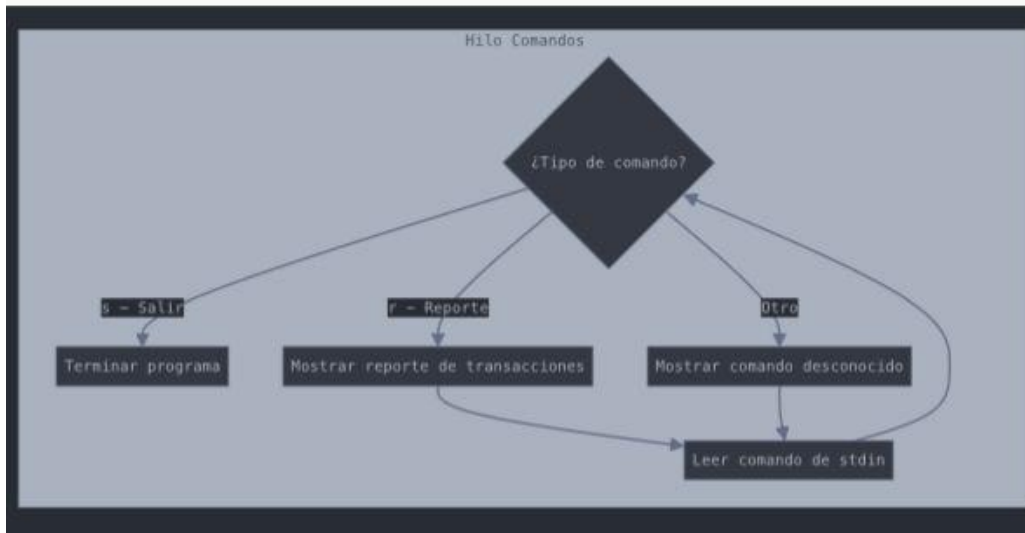 Hilo Comandos
¿Tipo de comando?
s - Salir
r - Reporte
Otro
Terminar programa
Mostrar reporte de transacciones
Mostrar comando desconocido
Leer comando de stdin